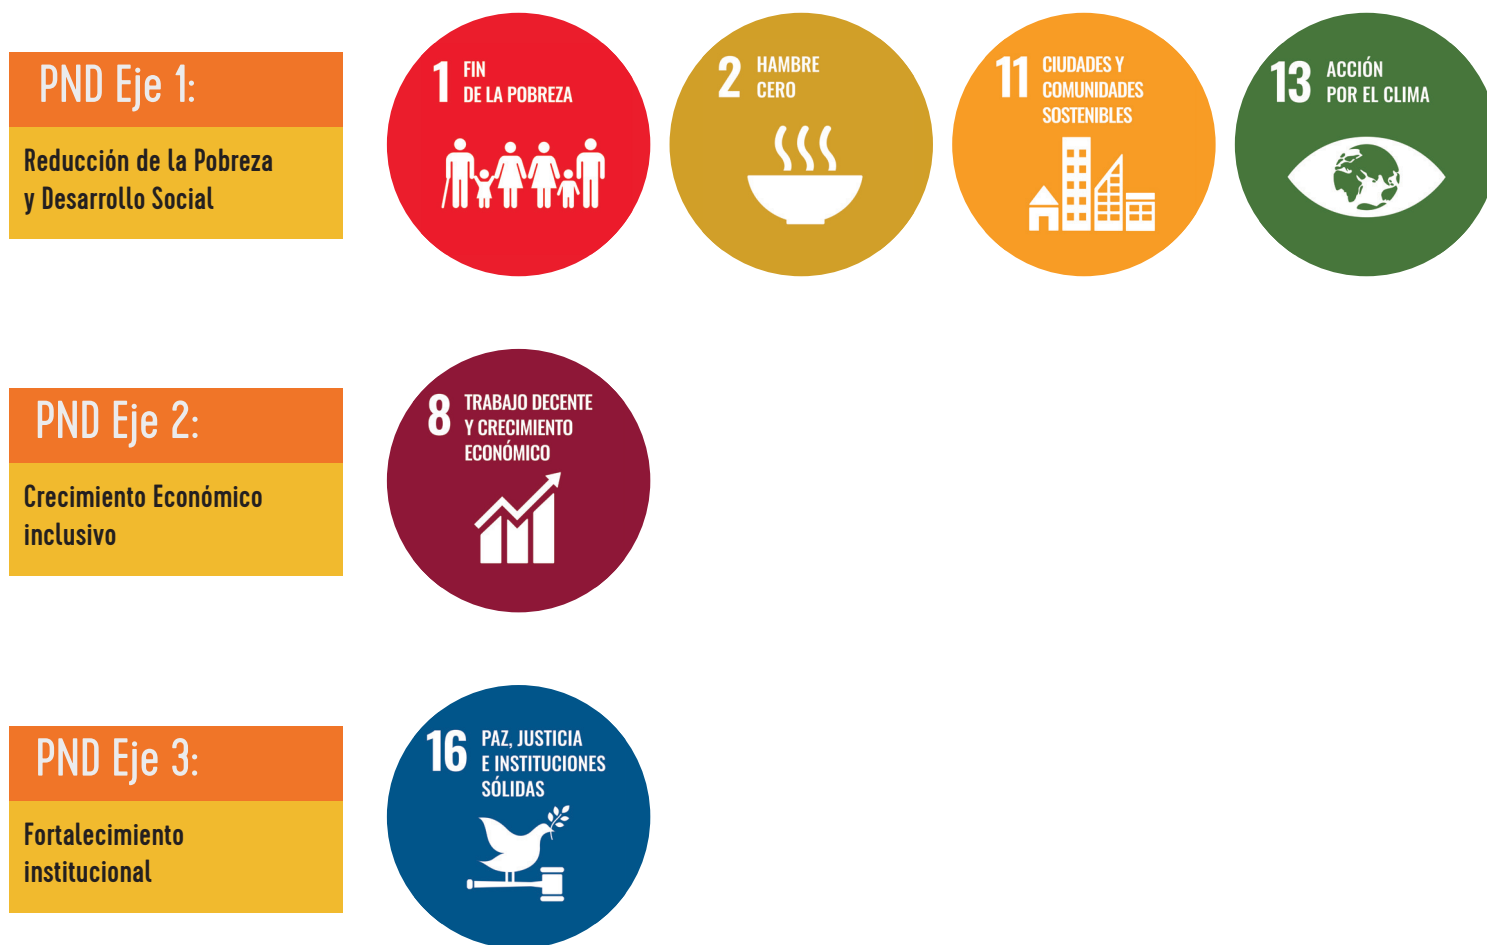 PND Eje 1:
Reducción de la Pobreza
y Desarrollo Social
1 FIN
DE LA POBREZA
2 HAMBRE
CERO
11 CIUDADES Y
COMUNIDADES
SOSTENIBLES
13 ACCIÓN
POR EL CLIMA
PND Eje 2:
Crecimiento Económico
inclusivo
8 TRABAJO DECENTE
Y CRECIMIENTO
ECONÓMICO
PND Eje 3:
Fortalecimiento
institucional
16 PAZ, JUSTICIA
E INSTITUCIONES
SÓLIDAS